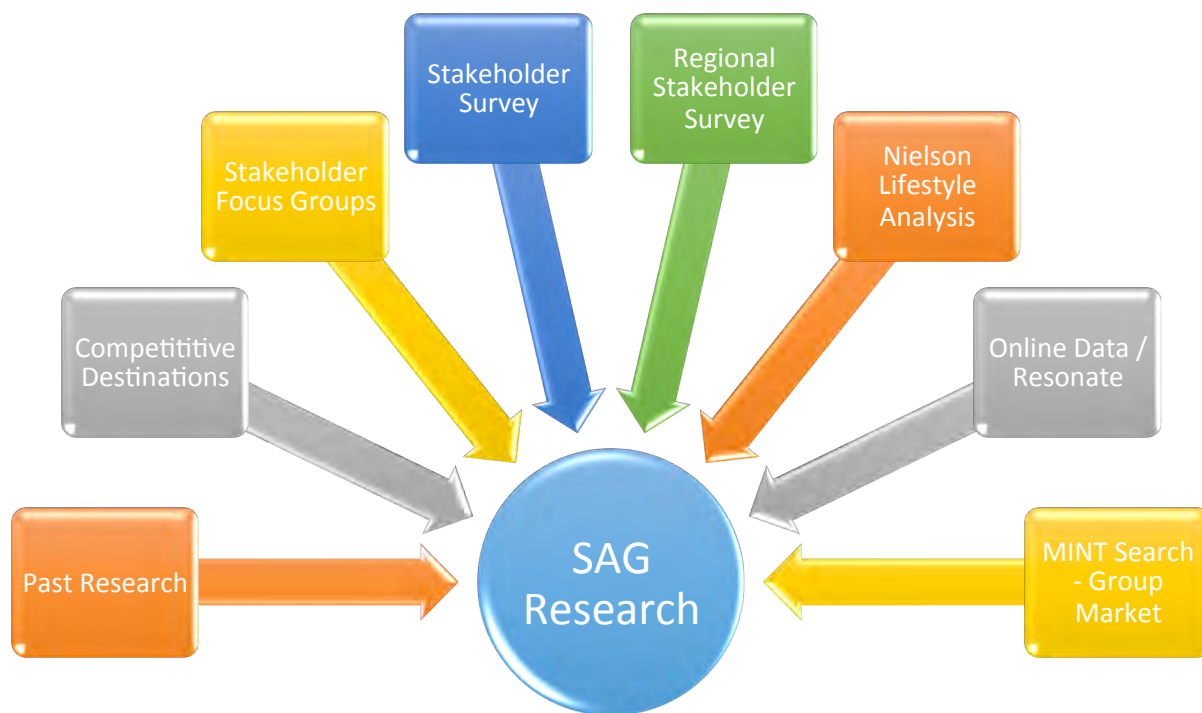 Stakeholder
Survey
Regional
Stakeholder
Survey
Stakeholder
Focus Groups
Nielson
Lifestyle
Analysis
Competititive
Destinations
Online Data /
Resonate
Past Research
SAG
Research
MINT Search
- Group
Market